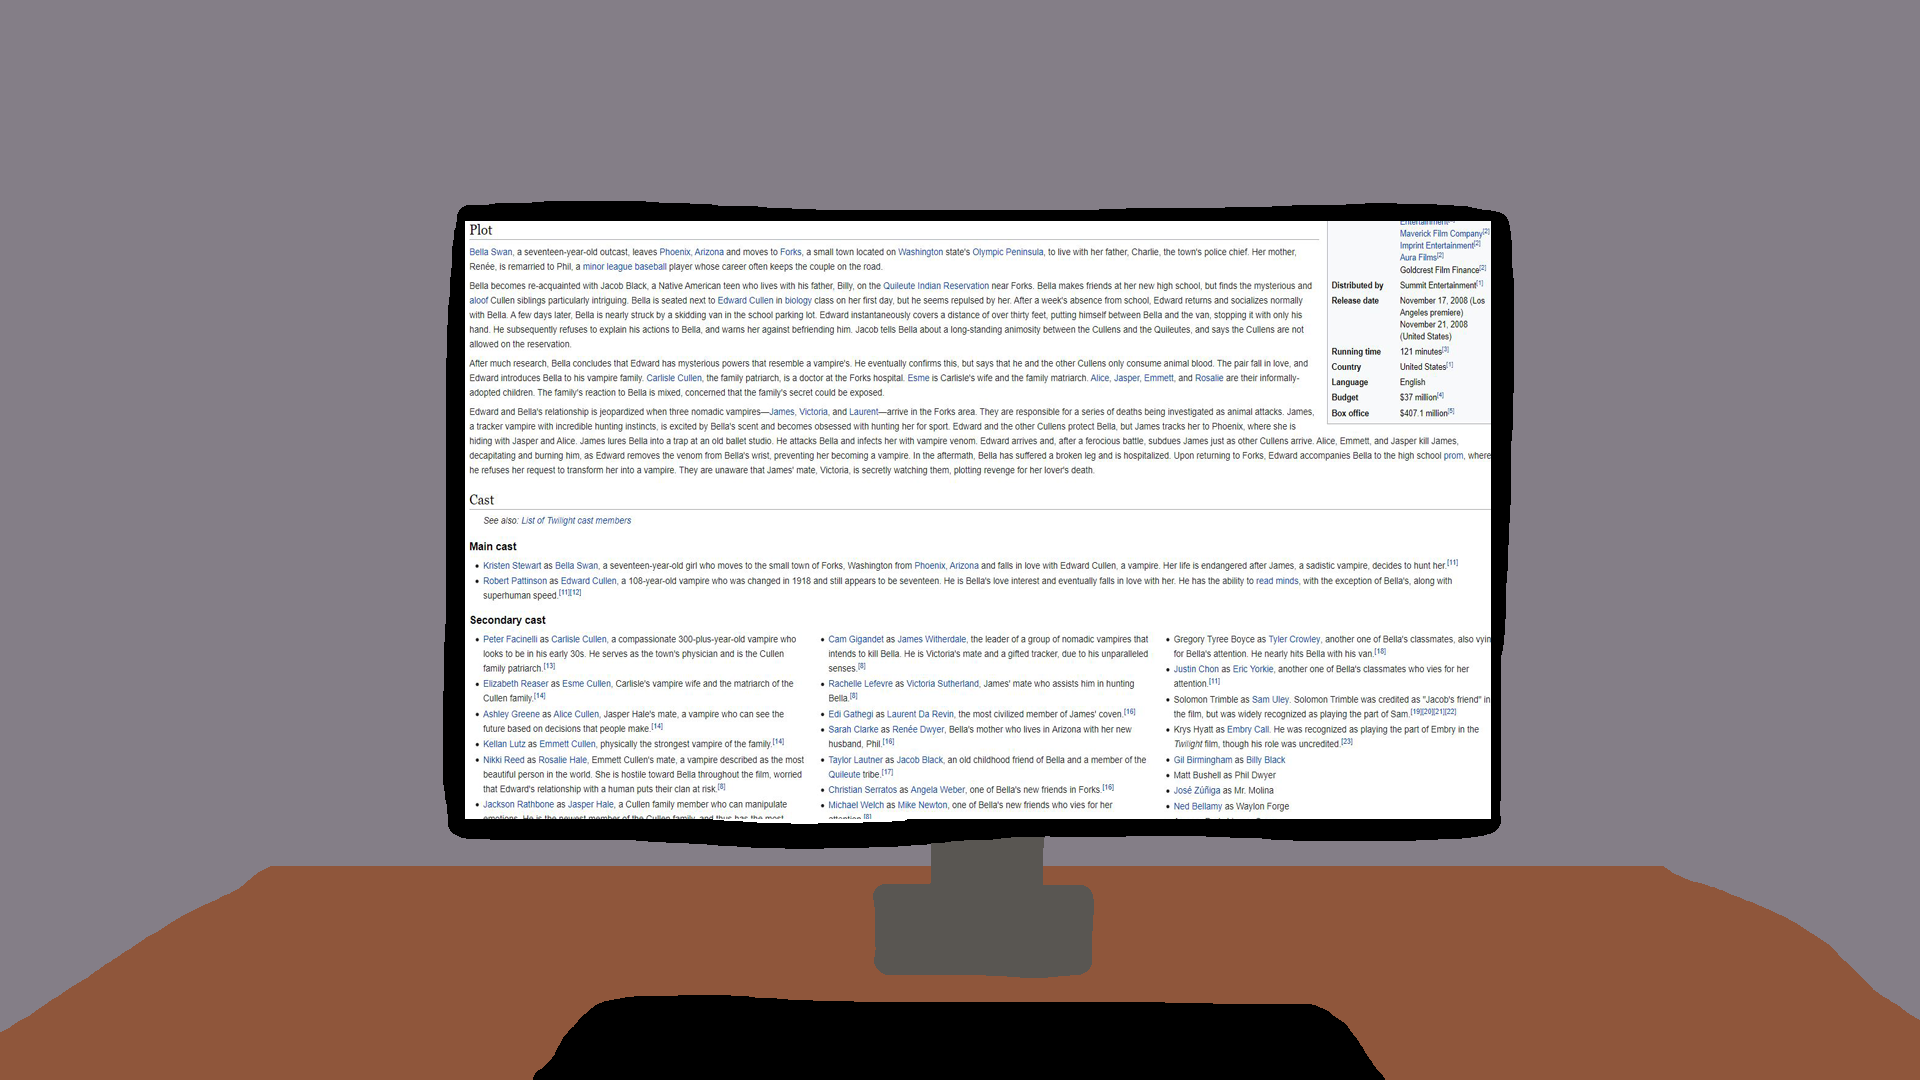 Plot
Bella Swan, a seventeen-year-old outcast, leaves Phoenix, Arizona and moves to Forks, a small town located on Washington state's Olympic Peninsula, to live with her father, Charlie, the town's police chief. Her mother,
Renée, is remarried to Phil, a minor league baseball player whose career often keeps the couple on the road.
Bella becomes re-acquainted with Jacob Black, a Native American teen who lives with his father, Billy, on the Quileute Indian Reservation near Forks. Bella makes friends at her new high school, but finds the mysterious and
aloof Cullen siblings particularly intriguing. Bella is seated next to Edward Cullen in biology class on her first day, but he seems repulsed by her. After a week's absence from school, Edward returns and socializes normally
with Bella. A few days later, Bella is nearly struck by a skidding van in the school parking lot. Edward instantaneously covers a distance of over thirty feet, putting himself between Bella and the van, stopping it with only his
hand. He subsequently refuses to explain his actions to Bella, and warns her against befriending him. Jacob tells Bella about a long-standing animosity between the Cullens and the Quileutes, and says the Cullens are not
allowed on the reservation.
After much research, Bella concludes that Edward has mysterious powers that resemble a vampire's. He eventually confirms this, but says that he and the other Cullens only consume animal blood. The pair fall in love, and
Edward introduces Bella to his vampire family. Carlisle Cullen, the family patriarch, is a doctor at the Forks hospital. Esme is Carlisle's wife and the family matriarch. Alice, Jasper, Emmett, and Rosalie are their informally-
adopted children. The family's reaction to Bella is mixed, concerned that the family's secret could be exposed.
Edward and Bella's relationship is jeopardized when three nomadic vampires—James, Victoria, and Laurent—arrive in the Forks area. They are responsible for a series of deaths being investigated as animal attacks. James,
a tracker vampire with incredible hunting instincts, is excited by Bella's scent and becomes obsessed with hunting her for sport. Edward and the other Cullens protect Bella, but James tracks her to Phoenix, where she is
hiding with Jasper and Alice. James lures Bella into a trap at an old ballet studio. He attacks Bella and infects her with vampire venom. Edward arrives and, after a ferocious battle, subdues James just as other Cullens arrive. Alice, Emmett, and Jasper kill James,
decapitating and burning him, as Edward removes the venom from Bella's wrist, preventing her becoming a vampire. In the aftermath, Bella has suffered a broken leg and is hospitalized. Upon returning to Forks, Edward accompanies Bella to the high school prom, where
he refuses her request to transform her into a vampire. They are unaware that James' mate, Victoria, is secretly watching them, plotting revenge for her lover's death.
Entertainment[2]
Maverick Film Company[2]
Imprint Entertainment[2]
Aura Films[2]
Goldcrest Film Finance[2]
Distributed by Summit Entertainment[1]
Release date November 17, 2008 (Los
Angeles premiere)
November 21, 2008
(United States)
Running time 121 minutes[3]
Country United States[1]
Language English
Budget $37 million[4]
Box office $407.1 million[5]
Cast
See also: List of Twilight cast members
Main cast
• Kristen Stewart as Bella Swan, a seventeen-year-old girl who moves to the small town of Forks, Washington from Phoenix, Arizona and falls in love with Edward Cullen, a vampire. Her life is endangered after James, a sadistic vampire, decides to hunt her.[11]
• Robert Pattinson as Edward Cullen, a 108-year-old vampire who was changed in 1918 and still appears to be seventeen. He is Bella's love interest and eventually falls in love with her. He has the ability to read minds, with the exception of Bella's, along with
superhuman speed.[11][12]
Secondary cast
• Peter Facinelli as Carlisle Cullen, a compassionate 300-plus-year-old vampire who
looks to be in his early 30s. He serves as the town's physician and is the Cullen
family patriarch.[13]
• Elizabeth Reaser as Esme Cullen, Carlisle's vampire wife and the matriarch of the
Cullen family.[14]
• Ashley Greene as Alice Cullen, Jasper Hale's mate, a vampire who can see the
future based on decisions that people make.[14]
• Kellan Lutz as Emmett Cullen, physically the strongest vampire of the family.[14]
• Nikki Reed as Rosalie Hale, Emmett Cullen's mate, a vampire described as the most
beautiful person in the world. She is hostile toward Bella throughout the film, worried
that Edward's relationship with a human puts their clan at risk.[8]
• Jackson Rathbone as Jasper Hale, a Cullen family member who can manipulate
emotions. He is the newest member of the Cullen family, and thus has the most
• Cam Gigandet as James Witherdale, the leader of a group of nomadic vampires that
intends to kill Bella. He is Victoria's mate and a gifted tracker, due to his unparalleled
senses.[8]
• Rachelle Lefevre as Victoria Sutherland, James' mate who assists him in hunting
Bella.[8]
• Edi Gathegi as Laurent Da Revin, the most civilized member of James' coven.[16]
• Sarah Clarke as Renée Dwyer, Bella's mother who lives in Arizona with her new
husband, Phil.[16]
• Taylor Lautner as Jacob Black, an old childhood friend of Bella and a member of the
Quileute tribe.[17]
• Christian Serratos as Angela Weber, one of Bella's new friends in Forks.[16]
• Michael Welch as Mike Newton, one of Bella's new friends who vies for her
attention.[8]
• Gregory Tyree Boyce as Tyler Crowley, another one of Bella's classmates, also vyin
for Bella's attention. He nearly hits Bella with his van.[18]
• Justin Chon as Eric Yorkie, another one of Bella's classmates who vies for her
attention.[11]
• Solomon Trimble as Sam Uley. Solomon Trimble was credited as "Jacob's friend" in
the film, but was widely recognized as playing the part of Sam.[19][20][21][22]
• Krys Hyatt as Embry Call. He was recognized as playing the part of Embry in the
Twilight film, though his role was uncredited.[23]
• Gil Birmingham as Billy Black
• Matt Bushell as Phil Dwyer
• José Zúñiga as Mr. Molina
• Ned Bellamy as Waylon Forge